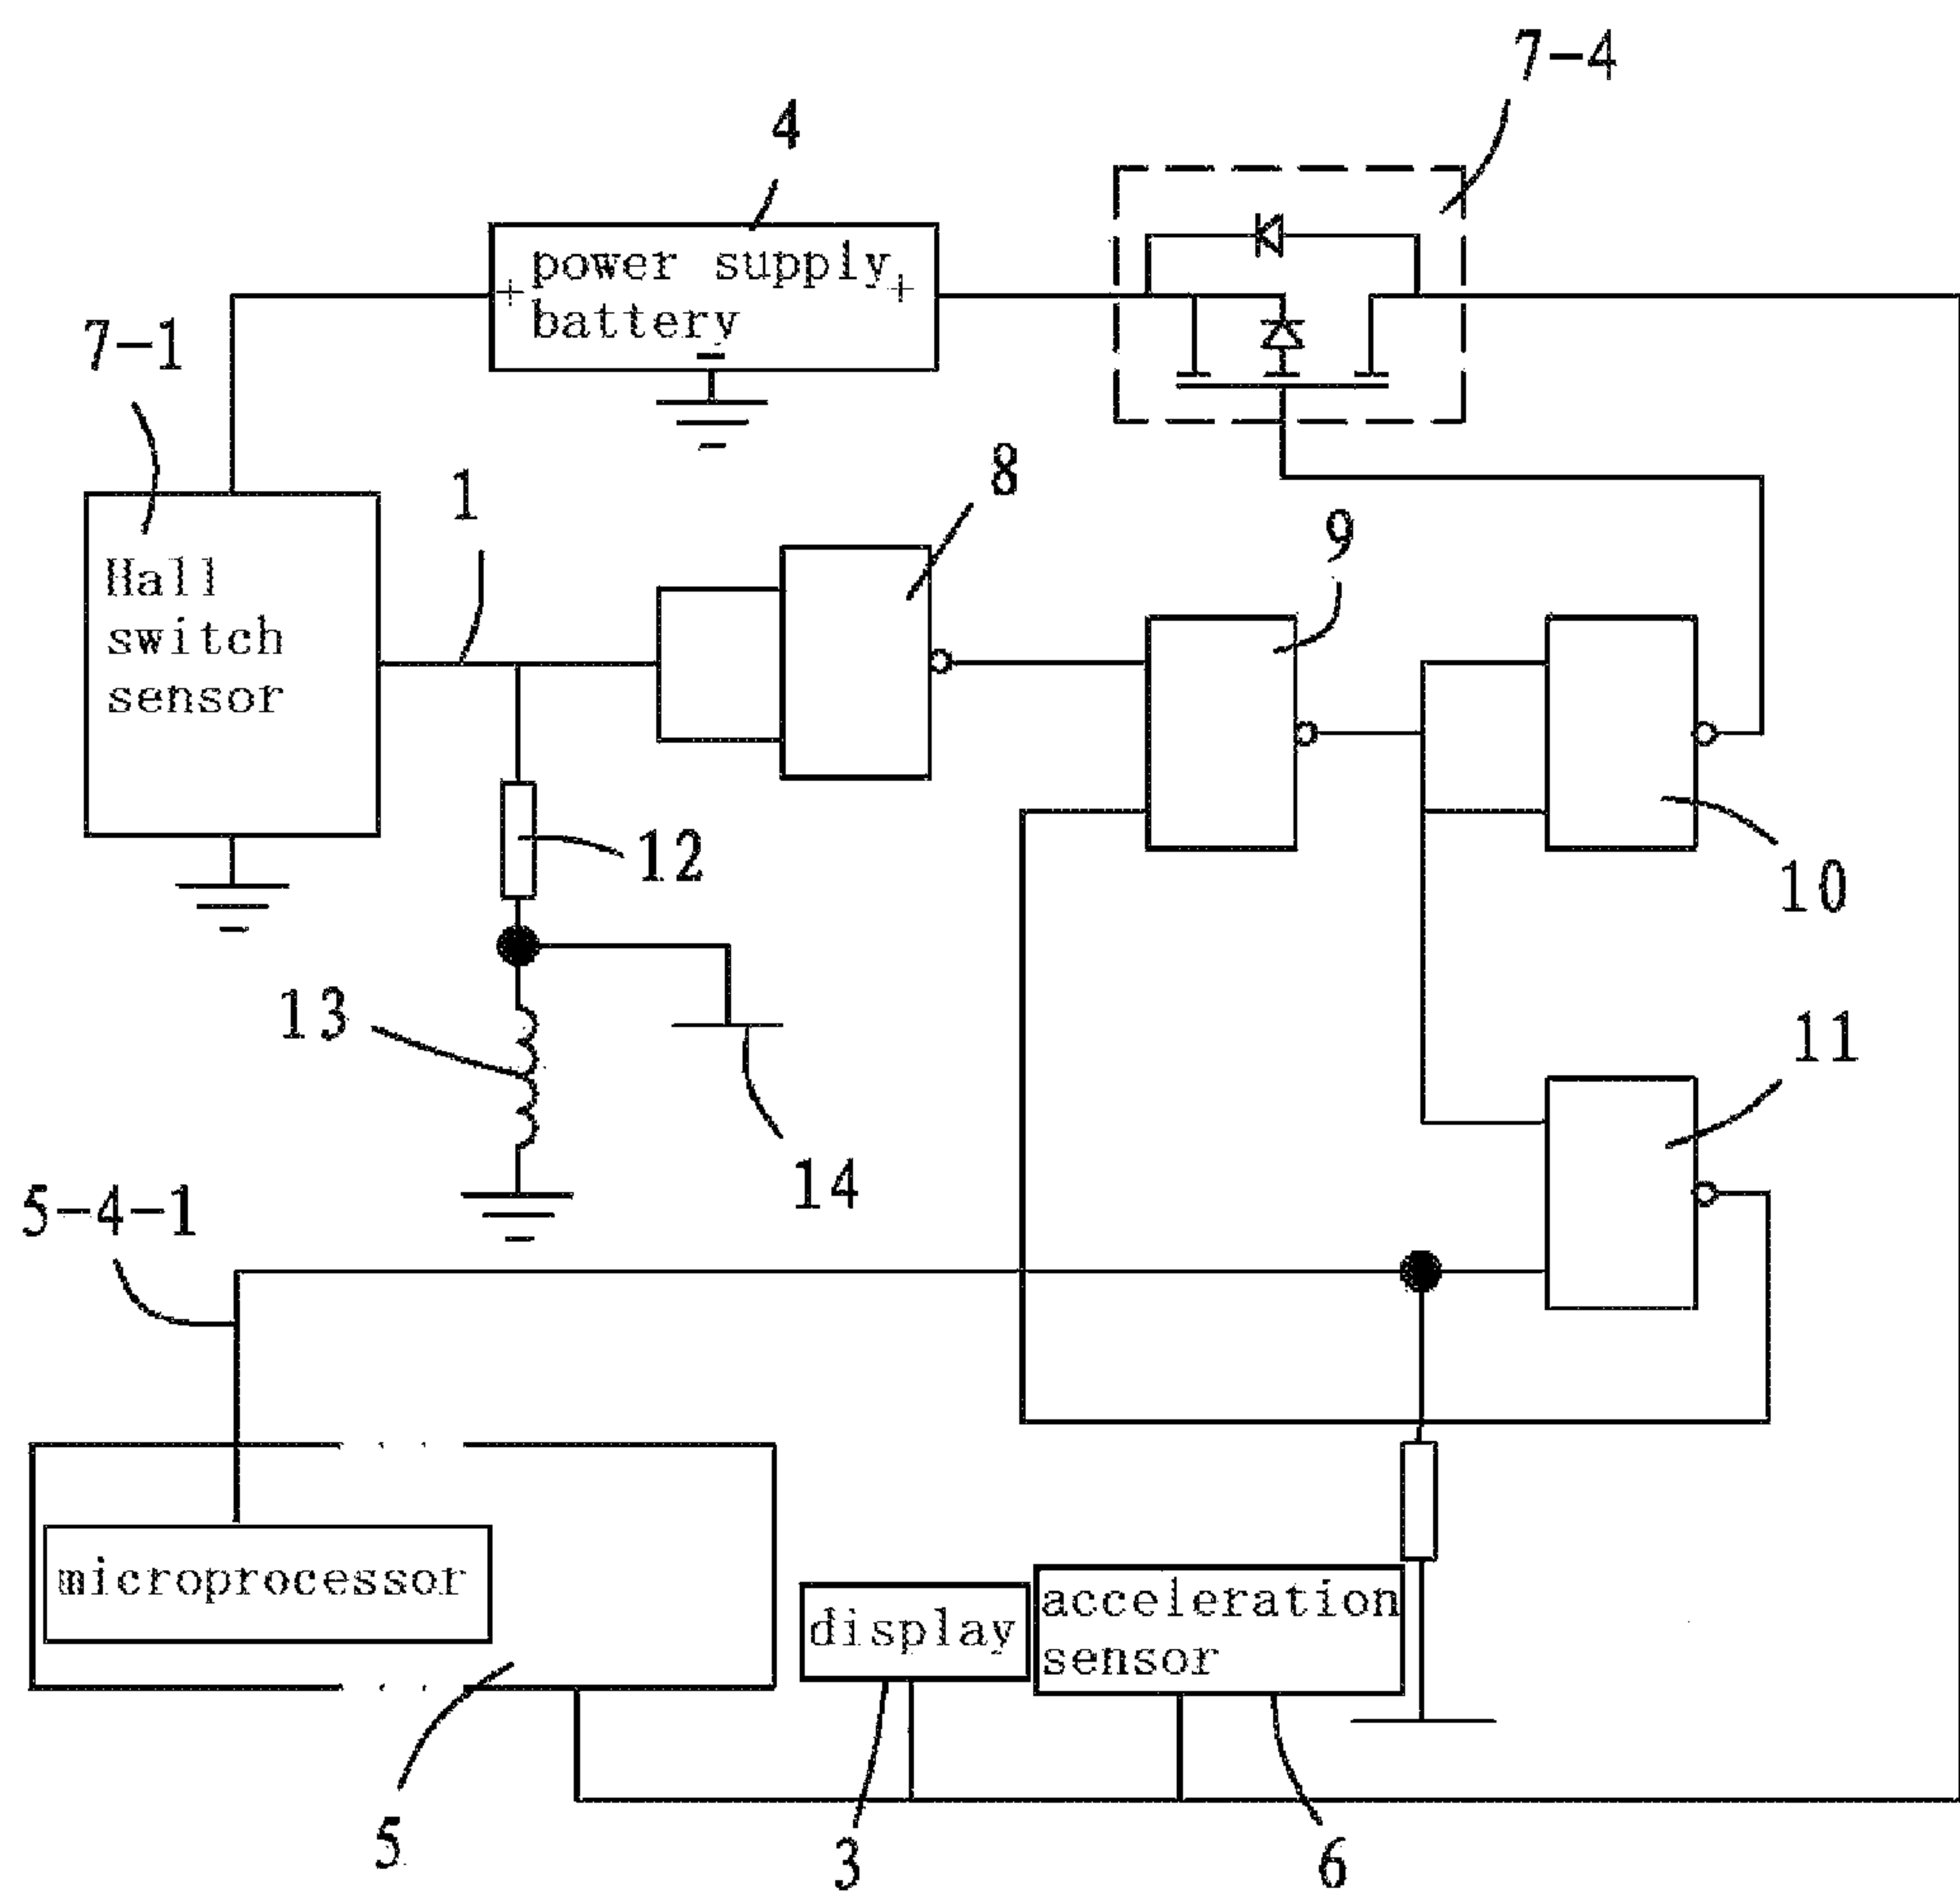 7-4
4
power supply
+ +
battery
-
7-1
8
1
9
Hall
switch
sensor
12
10
13
11
14
5-4-1
microprocessor
acceleration
display
sensor
5
3
6